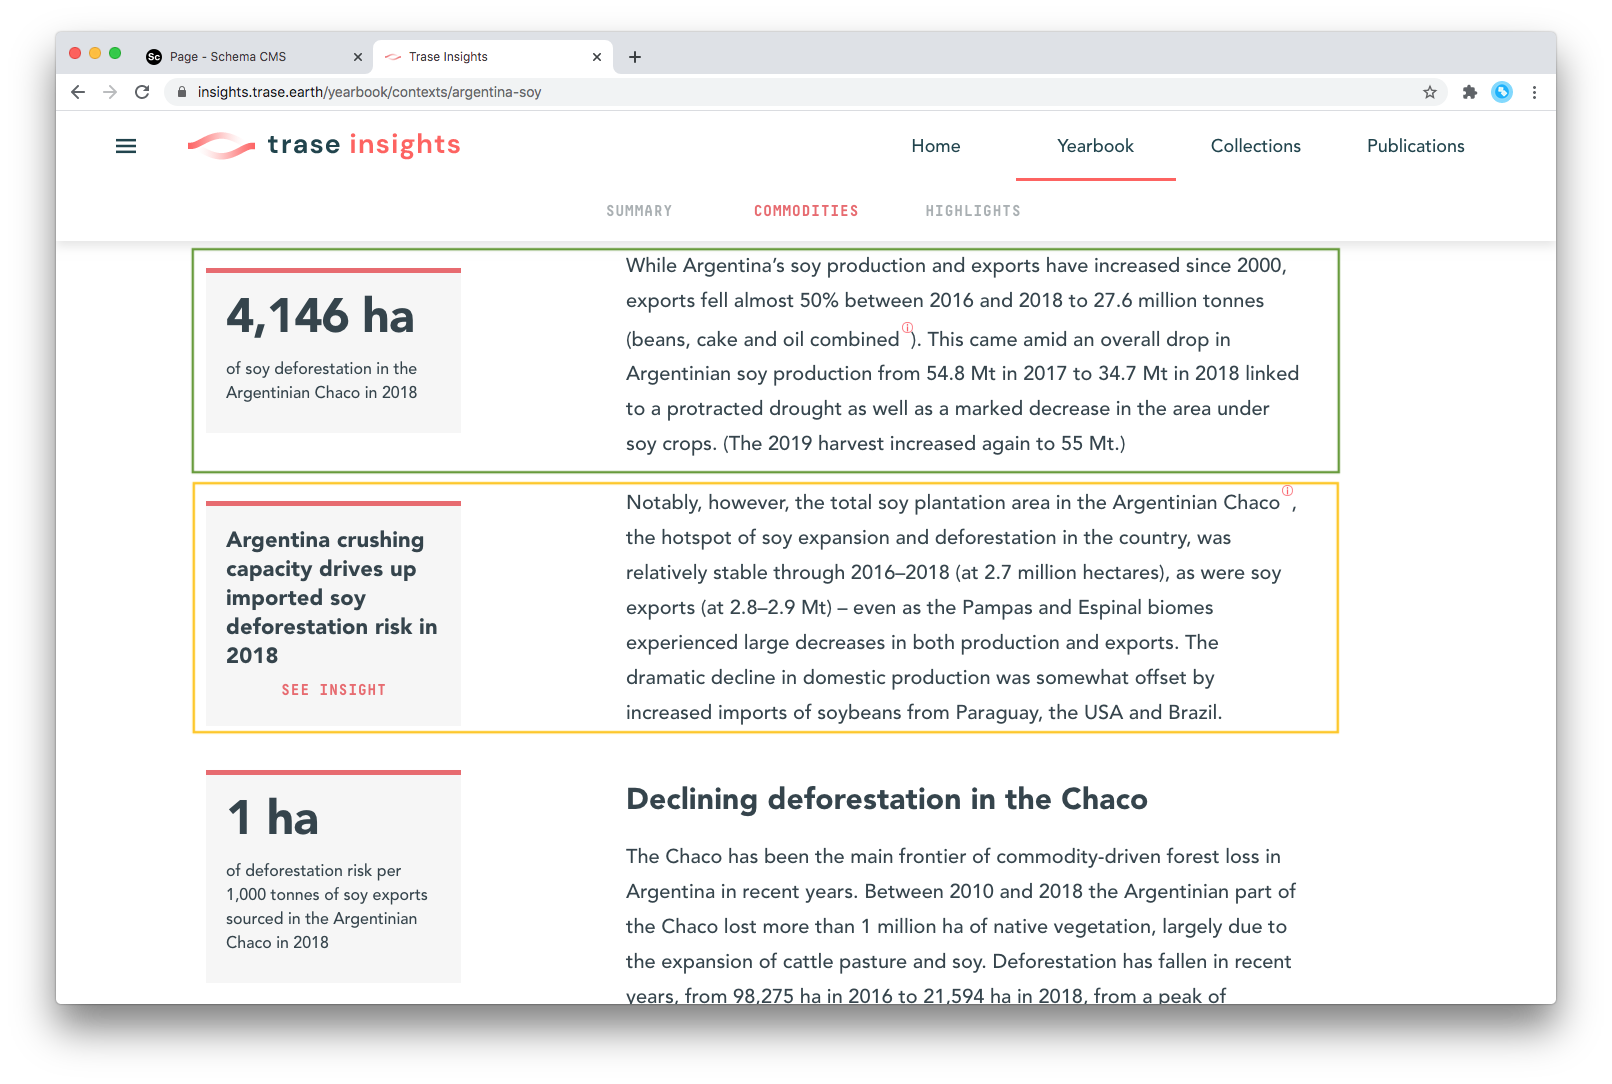 Sc Page - Schema CMS
Trase Insights
insights.trase.earth/yearbook/contexts/argentina-soy
trase insights
Home
Yearbook
Collections
Publications
SUMMARY
COMMODITIES
HIGHLIGHTS
4,146 ha
of soy deforestation in the
Argentinian Chaco in 2018
While Argentina’s soy production and exports have increased since 2000,
exports fell almost 50% between 2016 and 2018 to 27.6 million tonnes
(beans, cake and oil combined ⓘ). This came amid an overall drop in
Argentinian soy production from 54.8 Mt in 2017 to 34.7 Mt in 2018 linked
to a protracted drought as well as a marked decrease in the area under
soy crops. (The 2019 harvest increased again to 55 Mt.)
Argentina crushing
capacity drives up
imported soy
deforestation risk in
2018
SEE INSIGHT
Notably, however, the total soy plantation area in the Argentinian Chaco ⓘ,
the hotspot of soy expansion and deforestation in the country, was
relatively stable through 2016–2018 (at 2.7 million hectares), as were soy
exports (at 2.8–2.9 Mt) – even as the Pampas and Espinal biomes
experienced large decreases in both production and exports. The
dramatic decline in domestic production was somewhat offset by
increased imports of soybeans from Paraguay, the USA and Brazil.
1 ha
of deforestation risk per
1,000 tonnes of soy exports
sourced in the Argentinian
Chaco in 2018
Declining deforestation in the Chaco
The Chaco has been the main frontier of commodity-driven forest loss in
Argentina in recent years. Between 2010 and 2018 the Argentinian part of
the Chaco lost more than 1 million ha of native vegetation, largely due to
the expansion of cattle pasture and soy. Deforestation has fallen in recent
years, from 98,275 ha in 2016 to 21,594 ha in 2018, from a peak of